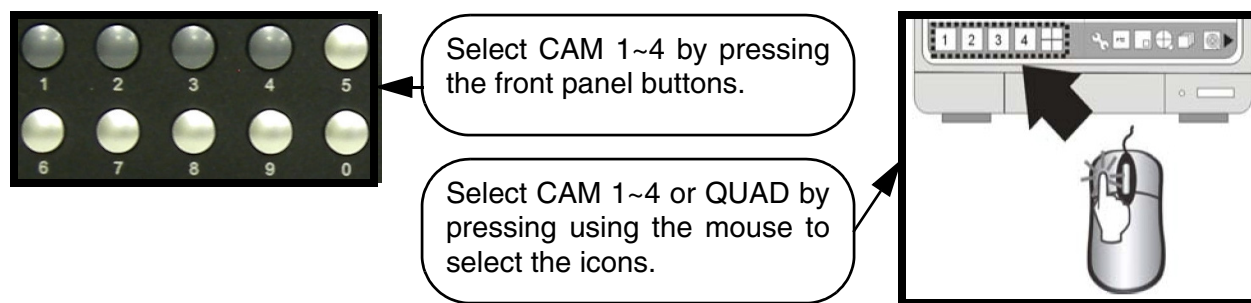 1 2 3 4 5
6 7 8 9 0
Select CAM 1~4 by pressing
the front panel buttons.
Select CAM 1~4 or QUAD by
pressing using the mouse to
select the icons.
1 2 3 4
PTZ